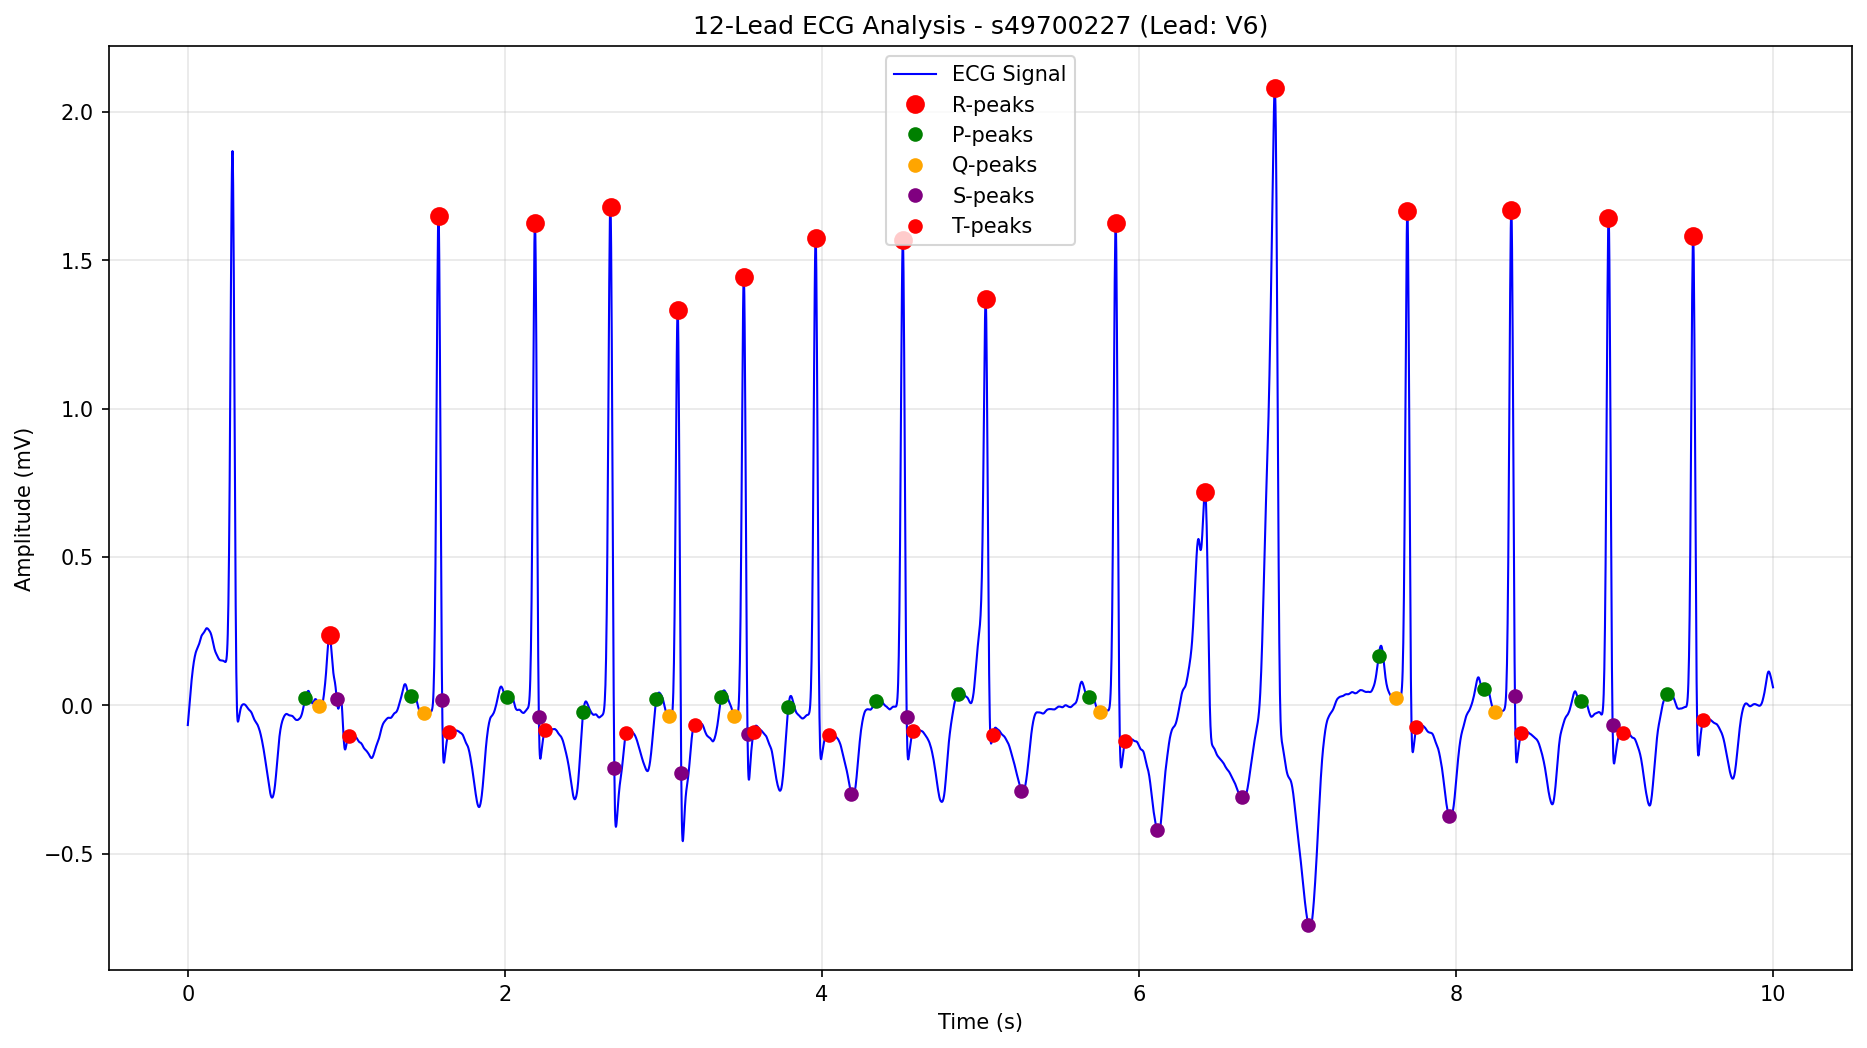 12-Lead ECG Analysis - s49700227 (Lead: V6)
ECG Signal
R-peaks
P-peaks
Q-peaks
S-peaks
T-peaks
Amplitude (mV)
2.0
1.5
1.0
0.5
0.0
−0.5
0 2 4 6 8 10
Time (s)